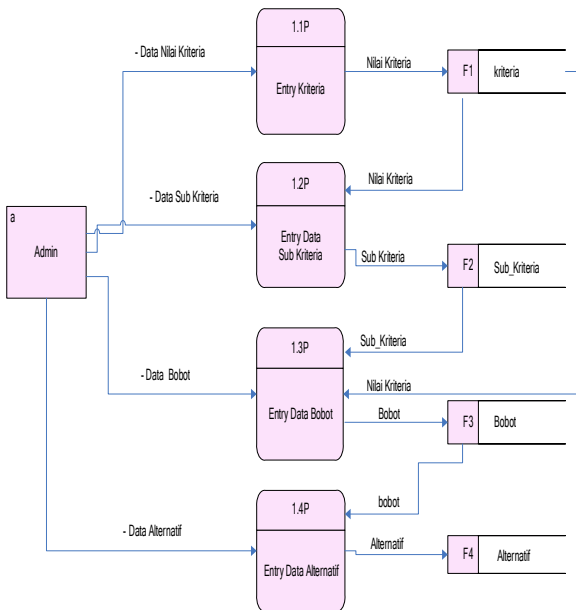 1.1P
- Data Nilai Kriteria
Nilai Kriteria
F1
kriteria
Entry Kriteria
1.2P
Nilai Kriteria
- Data Sub Kriteria
a
Admin
Entry Data
Sub Kriteria
Sub Kriteria
F2
Sub_Kriteria
1.3P
Sub_Kriteria
- Data Bobot
Nilai Kriteria
Entry Data Bobot
Bobot
F3
Bobot
1.4P
bobot
- Data Alternatif
Alternatif
F4
Alternatif
Entry Data Alternatif